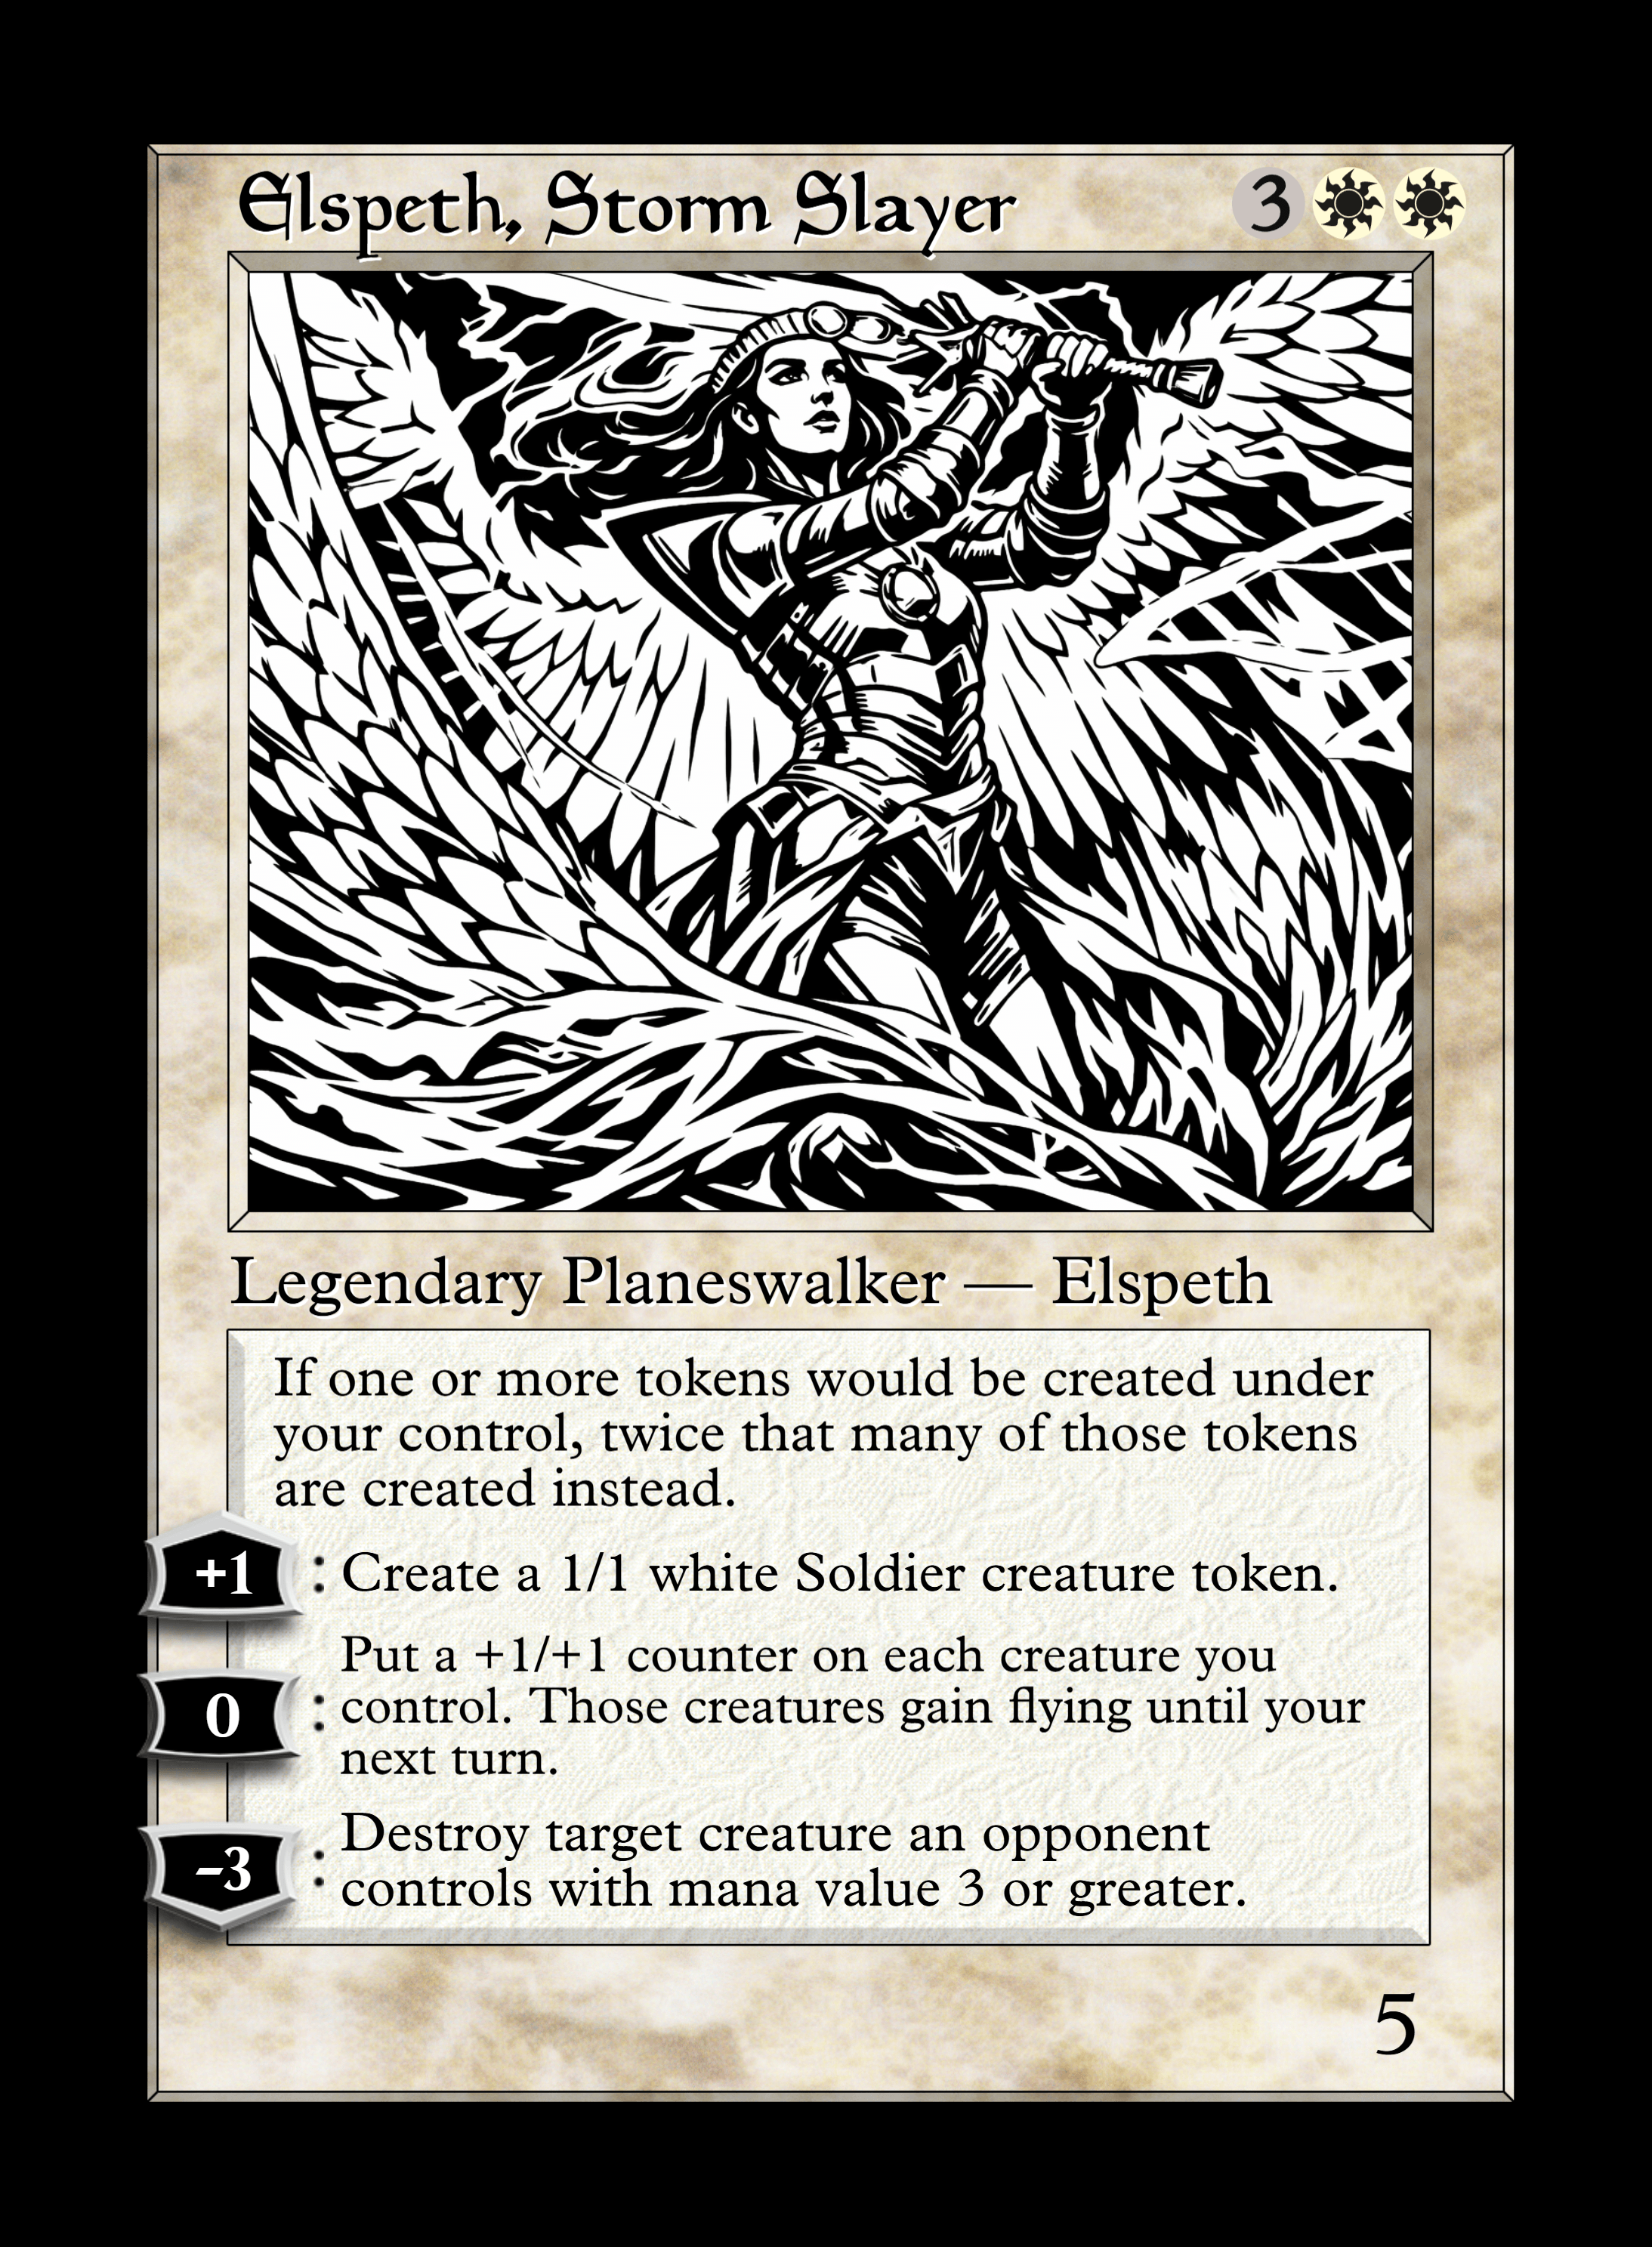 Elspeth, Storm Slayer 3
Legendary Planeswalker — Elspeth
If one or more tokens would be created under
your control, twice that many of those tokens
are created instead.
+1 : Create a 1/1 white Soldier creature token.
Put a +1/+1 counter on each creature you
0 : control. Those creatures gain flying until your
next turn.
Destroy target creature an opponent
-3 : controls with mana value 3 or greater.
5